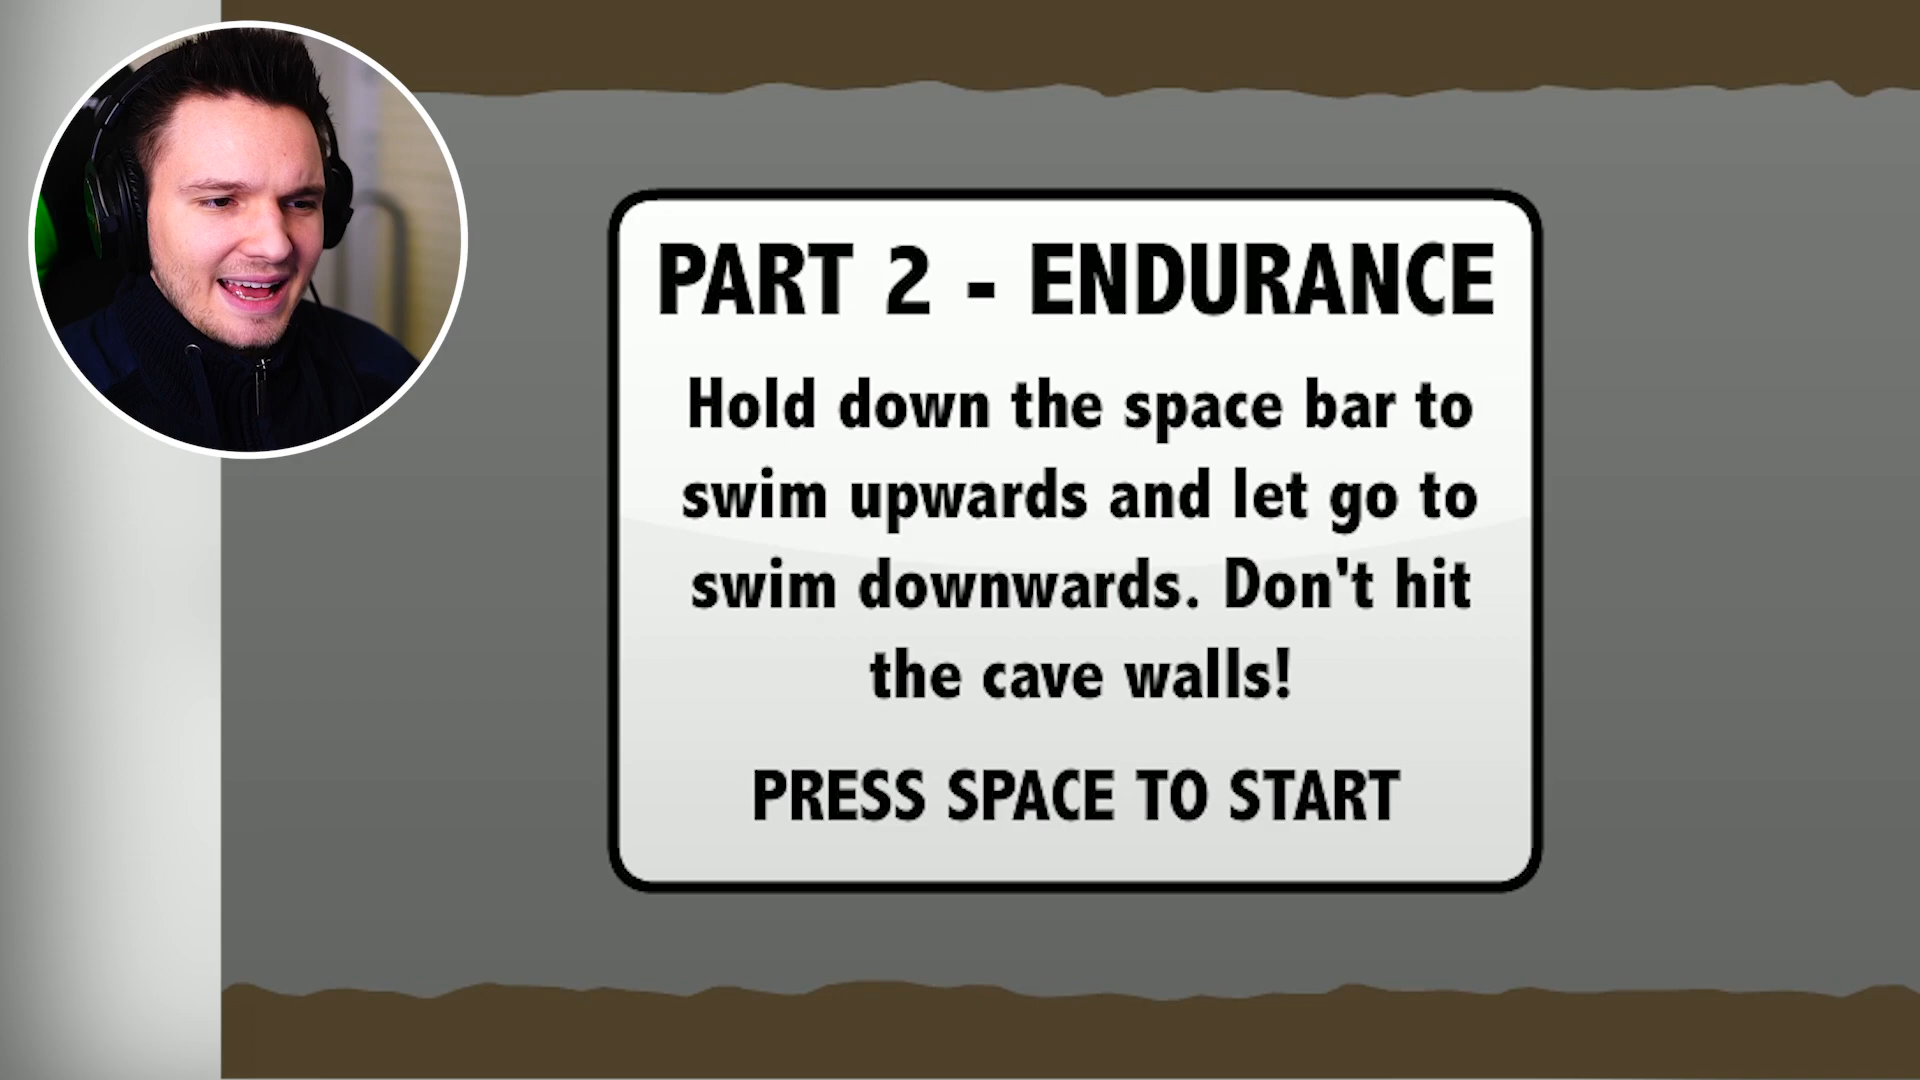 PART 2 - ENDURANCE
Hold down the space bar to
swim upwards and let go to
swim downwards. Don't hit
the cave walls!
PRESS SPACE TO START